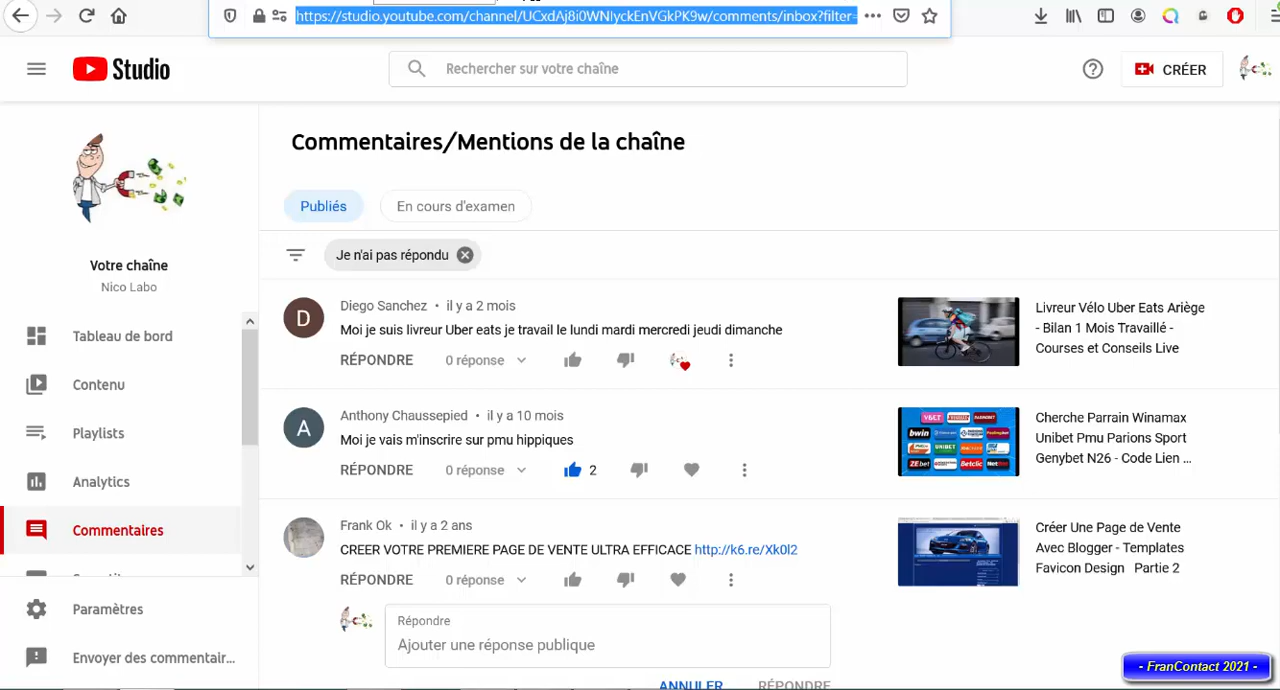 https://studio.youtube.com/channel/UCxdAj8i0WNlyckEnVGkPK9w/comments/inbox?filter=
Studio
Rechercher sur votre chaîne
CRÉER
Commentaires/Mentions de la chaîne
Publiés
En cours d'examen
Je n'ai pas répondu
Votre chaîne
Nico Labo
Tableau de bord
Contenu
Playlists
Analytics
Commentaires
Paramètres
Envoyer des commentair...
D
Diego Sanchez • il y a 2 mois
Moi je suis livreur Uber eats je travail le lundi mardi mercredi jeudi dimanche
RÉPONDRE 0 réponse
Livreur Vélo Uber Eats Ariège
- Bilan 1 Mois Travaillé -
Courses et Conseils Live
A
Anthony Chaussepied • il y a 10 mois
Moi je vais m'inscrire sur pmu hippiques
RÉPONDRE 0 réponse 2
bwin
UNIBET
ZEbet
Betclic
Cherche Parrain Winamax
Unibet Pmu Parions Sport
Genybet N26 - Code Lien ...
Frank Ok • il y a 2 ans
CREER VOTRE PREMIERE PAGE DE VENTE ULTRA EFFICACE http://k6.re/Xk0l2
RÉPONDRE 0 réponse
Créer Une Page de Vente
Avec Blogger - Templates
Favicon Design Partie 2
Répondre
Ajouter une réponse publique
ANNULER RÉPONDRE
- FranContact 2021 -